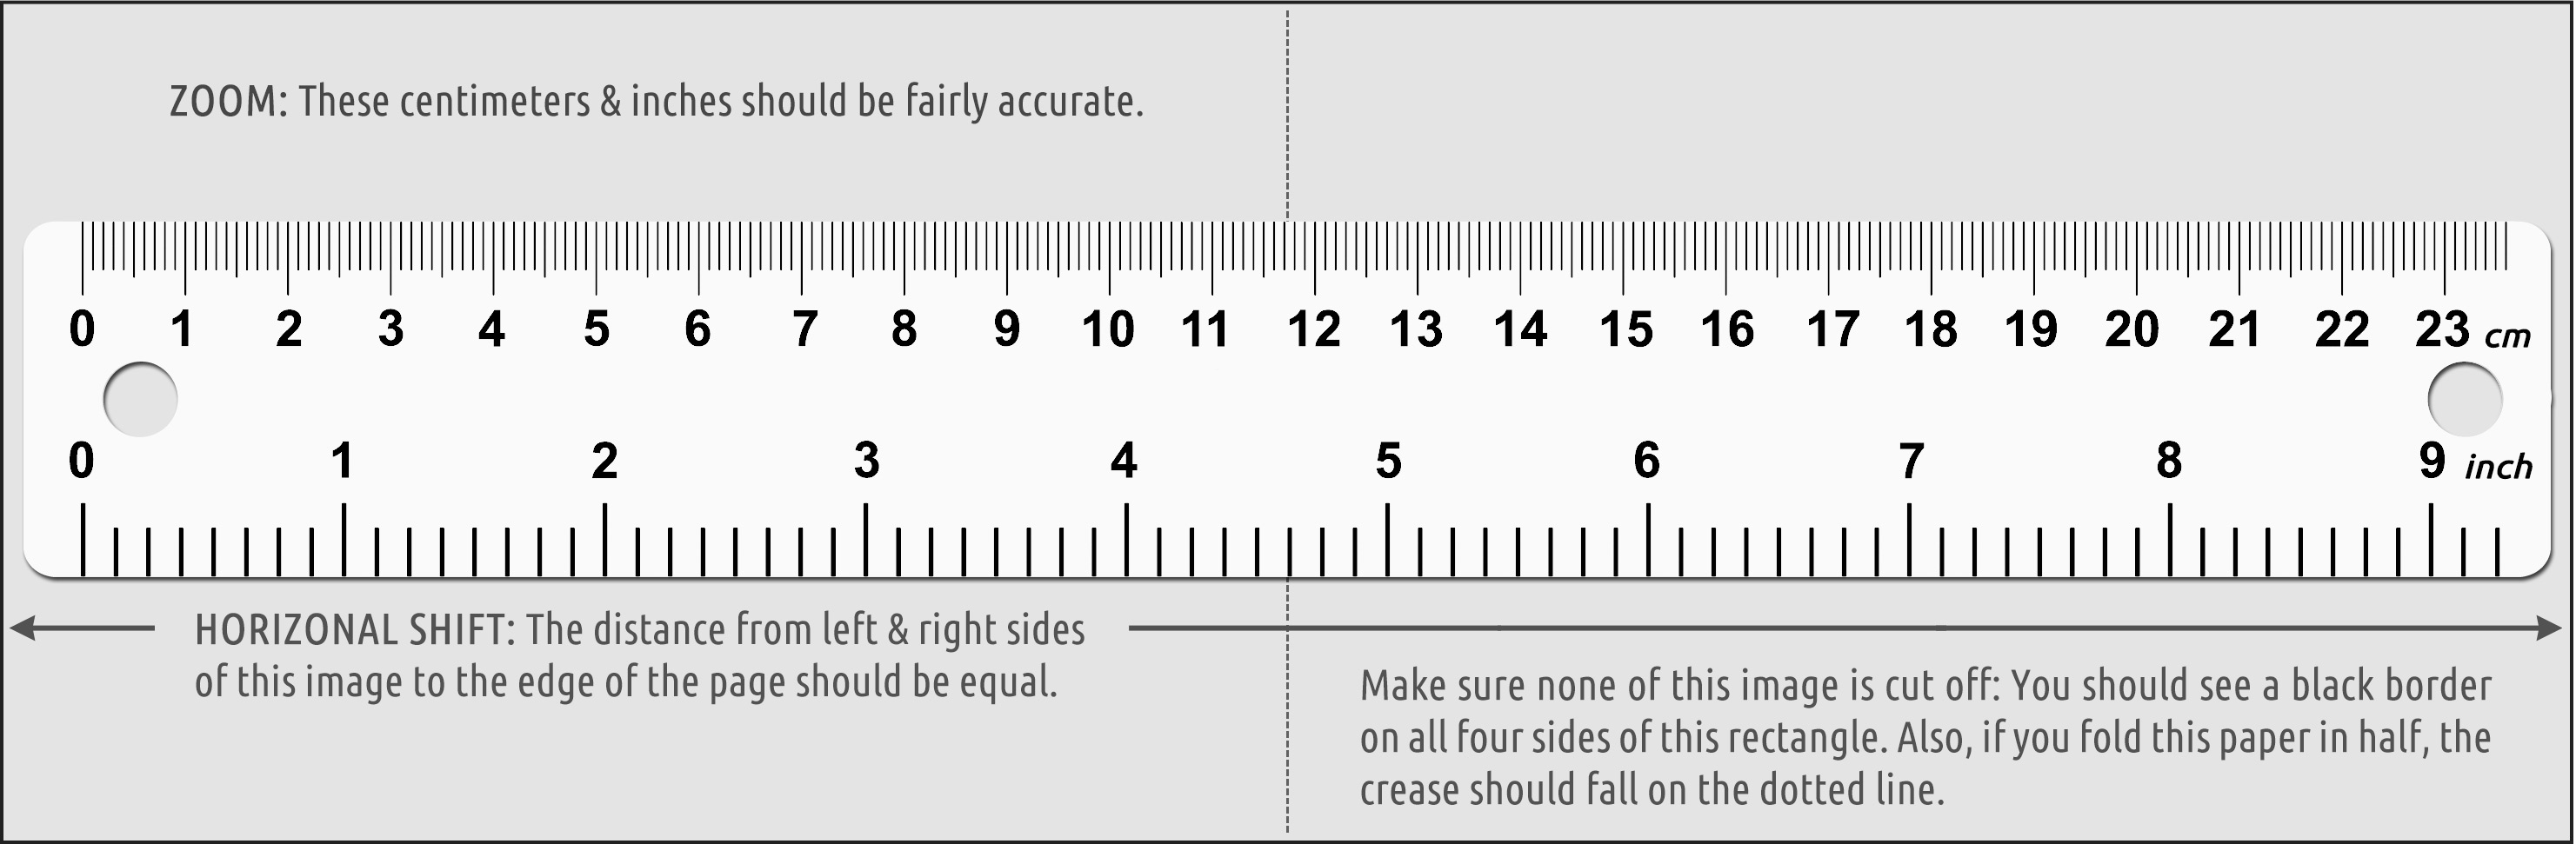 ZOOM: These centimeters & inches should be fairly accurate.
0 1 2 3 4 5 6 7 8 9 10 11 12 13 14 15 16 17 18 19 20 21 22 23 cm
0 1 2 3 4 5 6 7 8 9 inch
HORIZONAL SHIFT: The distance from left & right sides
of this image to the edge of the page should be equal.
Make sure none of this image is cut off: You should see a black border
on all four sides of this rectangle. Also, if you fold this paper in half, the
crease should fall on the dotted line.